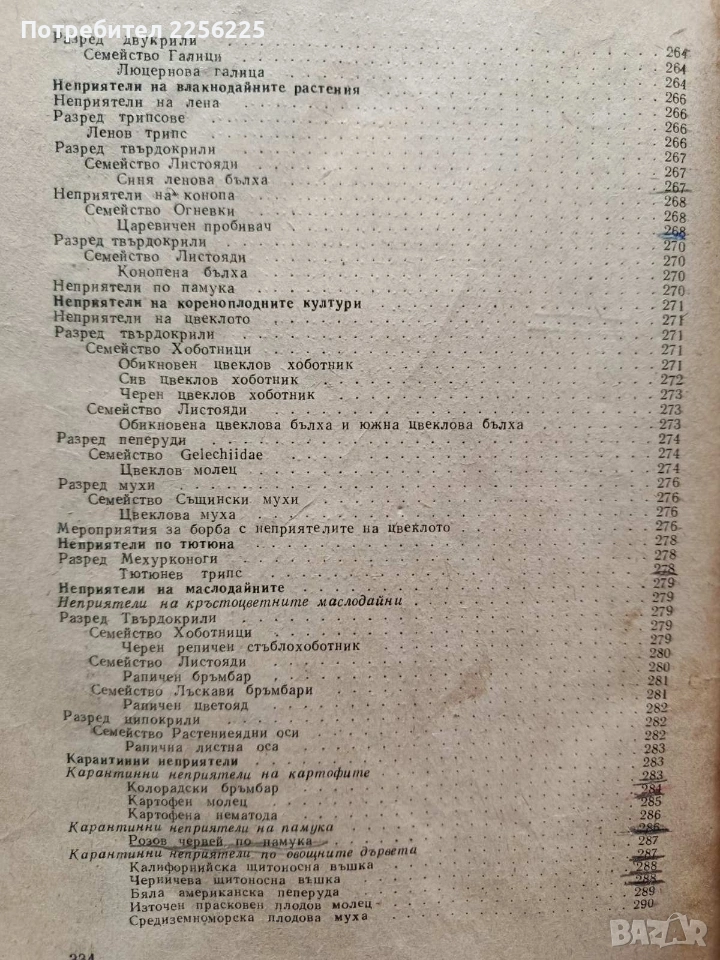 Потребител 2256225
Разред двукрили . . . 264
Семейство Галици . . . 264
Люцернова галица . . . 264
Неприятели на влакнодайните растения . . . 266
Неприятели на лена . . . 266
Разред трипсове . . . 266
Ленов трипс . . . 266
Разред твърдокрили . . . 267
Семейство Листояди . . . 267
Синя ленова бълха . . . 267
Неприятели на конопа . . . 268
Семейство Огневки . . . 268
Царевичен пробивач . . . 268
Разред твърдокрили . . . 270
Семейство Листояди . . . 270
Конопена бълха . . . 270
Неприятели по памука . . . 270
Неприятели на кореноплодните култури . . . 271
Неприятели на цвеклото . . . 271
Разред твърдокрили . . . 271
Семейство Хоботници . . . 271
Обикновен цвеклов хоботник . . . 271
Сив цвеклов хоботник . . . 272
Черен цвеклов хоботник . . . 273
Семейство Листояди . . . 273
Обикновена цвеклова бълха и южна цвеклова бълха . . . 273
Разред пеперуди . . . 274
Семейство Gelechiidae . . . 274
Цвеклов молец . . . 274
Разред мухи . . . 276
Семейство Същински мухи . . . 276
Цвеклова муха . . . 276
Мероприятия за борба с неприятелите на цвеклото . . . 276
Неприятели по тютюна . . . 278
Разред Мехурконоги . . . 278
Тютюнев трипс . . . 278
Неприятели на маслодайните . . . 279
Неприятели на кръстоцветните маслодайни . . . 279
Разред Твърдокрили . . . 279
Семейство Хоботници . . . 279
Черен репичен стъблохоботник . . . 279
Семейство Листояди . . . 280
Рапичен бръмбар . . . 280
Семейство Лъскави бръмбари . . . 281
Рапичен цветояд . . . 281
Разред ципокрили . . . 282
Семейство Растениеядни оси . . . 282
Рапична листна оса . . . 282
Карантинни неприятели . . . 283
Карантинни неприятели на картофите . . . 283
Колорадски бръмбар . . . 283
Картофен молец . . . 284
Картофена нематода . . . 285
Карантинни неприятели на памука . . . 286
Розов червей по памука . . . 286
Карантинни неприятели по овощните дървета . . . 287
Калифорнийска щитоносна въшка . . . 287
Черничева щитоносна въшка . . . 288
Бяла американска пеперуда . . . 288
Източен прасковен плодов молец . . . 289
Средиземноморска плодова муха . . . 290
334
BAZAR